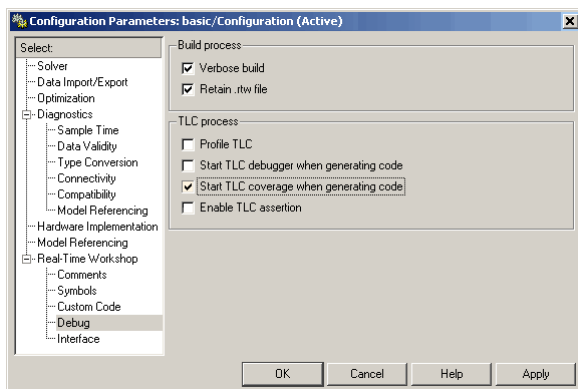 Configuration Parameters: basic/Configuration (Active)
Select:
Solver
Data Import/Export
Optimization
Diagnostics
Sample Time
Data Validity
Type Conversion
Connectivity
Compatibility
Model Referencing
Hardware Implementation
Model Referencing
Real-Time Workshop
Comments
Symbols
Custom Code
Debug
Interface
Build process
Verbose build
Retain .rtw file
TLC process
Profile TLC
Start TLC debugger when generating code
Start TLC coverage when generating code
Enable TLC assertion
OK
Cancel
Help
Apply